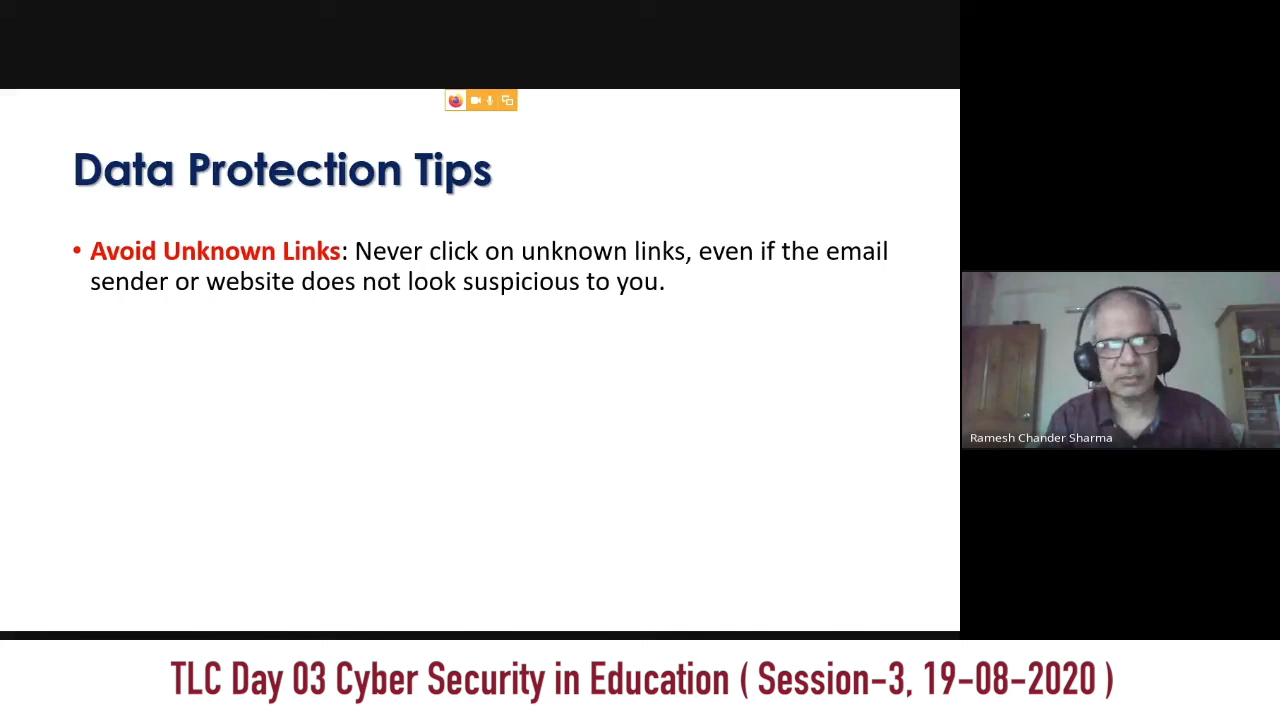 Data Protection Tips
• Avoid Unknown Links: Never click on unknown links, even if the email
sender or website does not look suspicious to you.
Ramesh Chander Sharma
TLC Day 03 Cyber Security in Education ( Session-3, 19-08-2020 )